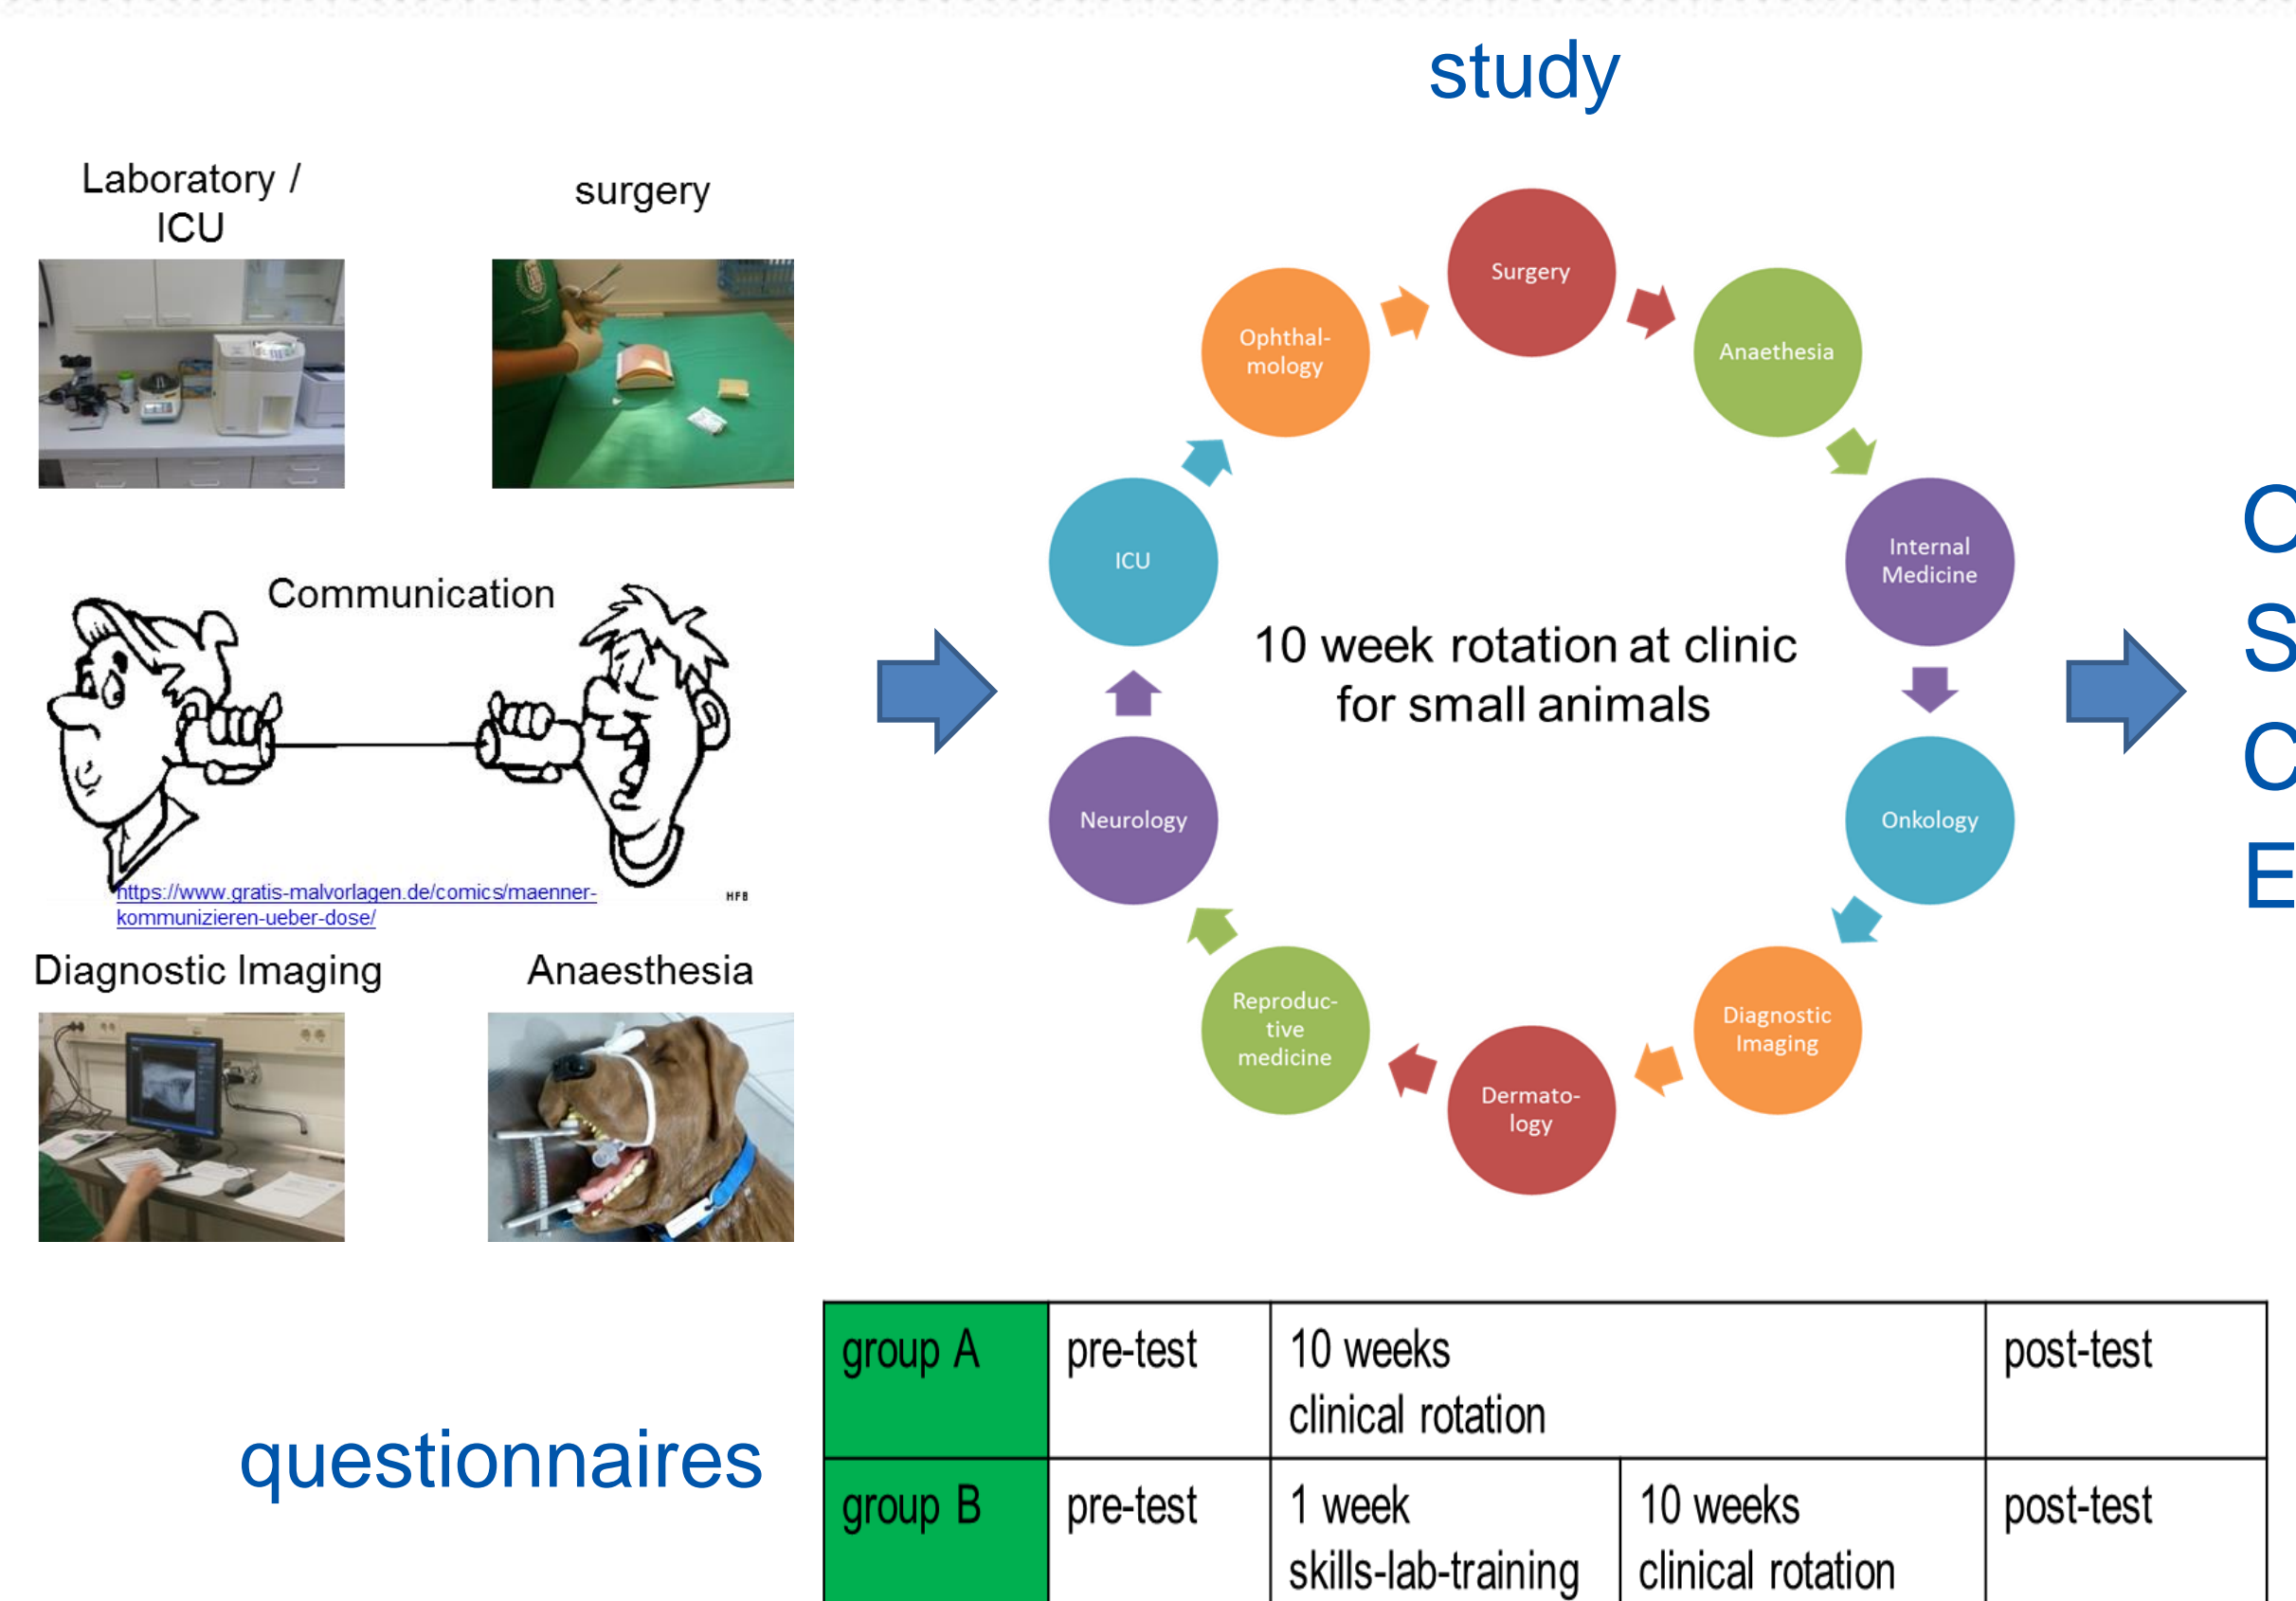 study
Laboratory /
ICU
surgery
Communication
https://www.gratis-malvorlagen.de/comics/maenner-
kommunizieren-ueber-dose/
HFB
Diagnostic Imaging
Anaesthesia
Surgery
Anaethesia
Internal
Medicine
Onkology
Diagnostic
Imaging
Dermato-
logy
Reproduc-
tive
medicine
Neurology
ICU
Ophthal-
mology
10 week rotation at clinic
for small animals
O
S
C
E
questionnaires
group A
pre-test
10 weeks
clinical rotation
post-test
group B
pre-test
1 week
skills-lab-training
10 weeks
clinical rotation
post-test